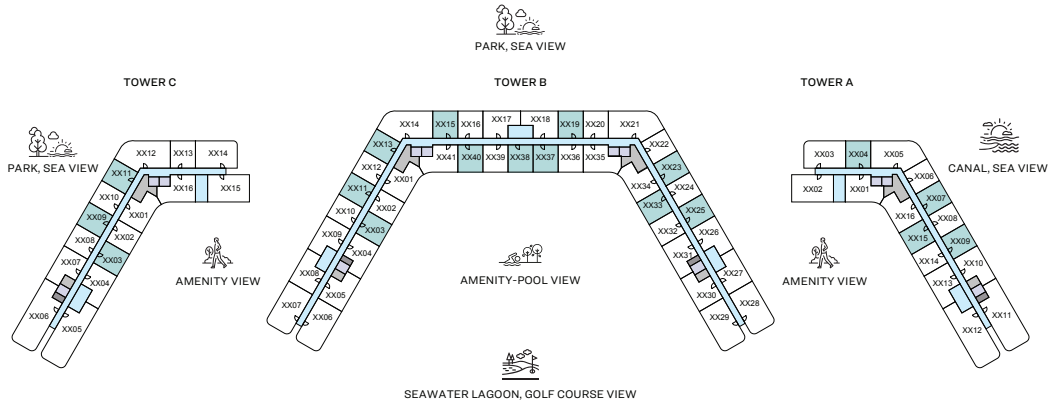 PARK, SEA VIEW
TOWER C
TOWER B
TOWER A
PARK, SEA VIEW
CANAL, SEA VIEW
XX12
XX13
XX14
XX11
XX16
XX15
XX10
XX01
XX09
XX02
XX08
XX03
XX07
XX04
XX06
XX05
AMENITY VIEW
XX14
XX15
XX16
XX17
XX18
XX19
XX20
XX21
XX13
XX41
XX40
XX39
XX38
XX37
XX36
XX35
XX22
XX12
XX01
XX34
XX23
XX11
XX02
XX33
XX24
XX10
XX03
XX32
XX25
XX09
XX04
XX31
XX26
XX08
XX05
XX30
XX27
XX07
XX06
XX29
XX28
AMENITY-POOL VIEW
XX03
XX04
XX05
XX02
XX01
XX06
XX16
XX07
XX15
XX08
XX14
XX09
XX13
XX10
XX12
XX11
AMENITY VIEW
SEAWATER LAGOON, GOLF COURSE VIEW